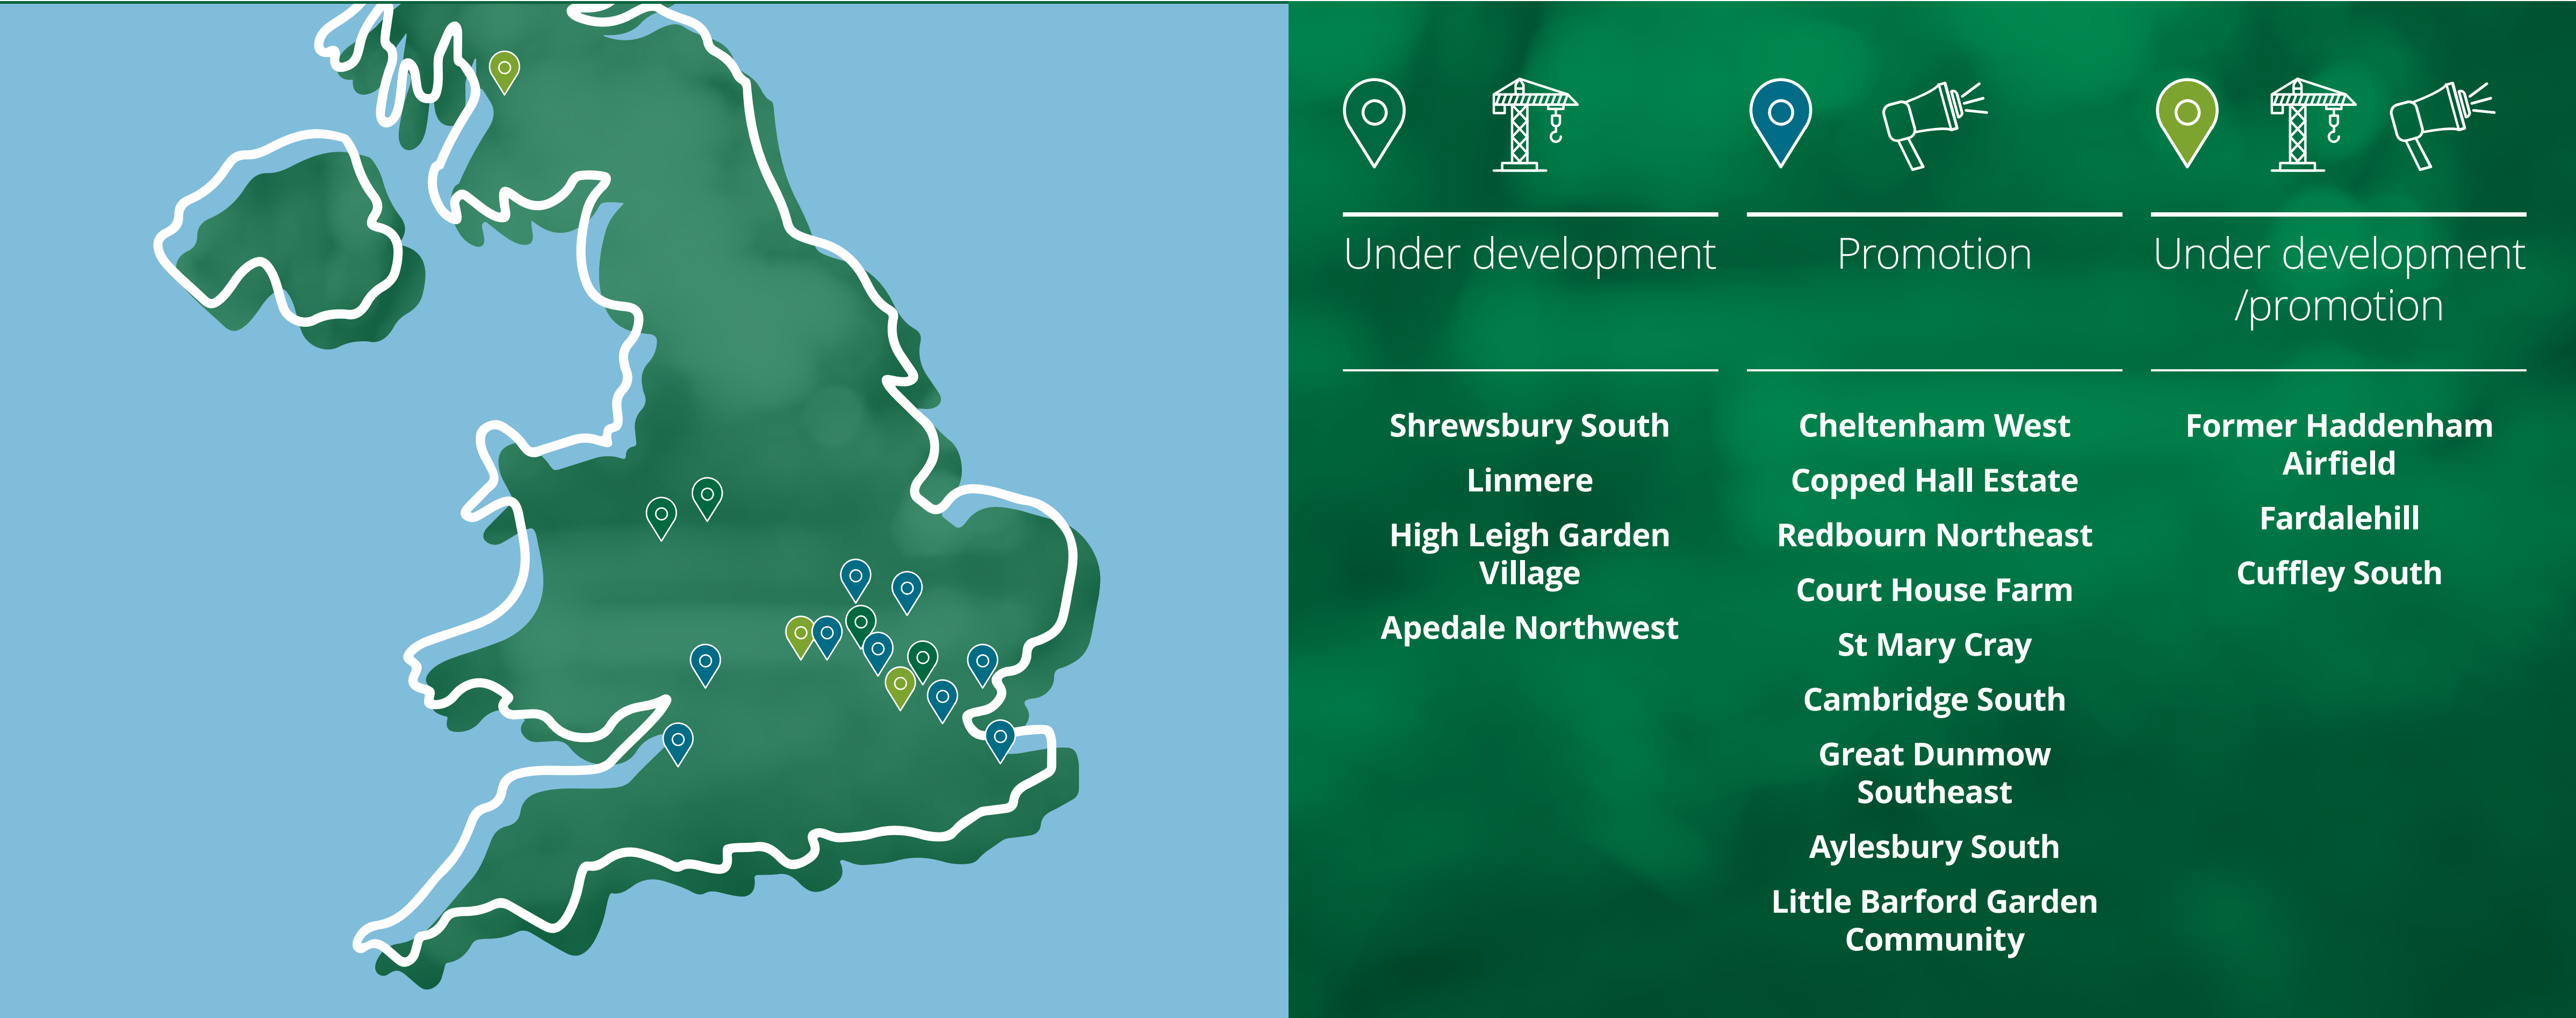 Under development
Promotion
Under development
/promotion
Shrewsbury South
Linmere
High Leigh Garden
Village
Apedale Northwest
Cheltenham West
Copped Hall Estate
Redbourn Northeast
Court House Farm
St Mary Cray
Cambridge South
Great Dunmow
Southeast
Aylesbury South
Little Barford Garden
Community
Former Haddenham
Airfield
Fardalehill
Cuffley South